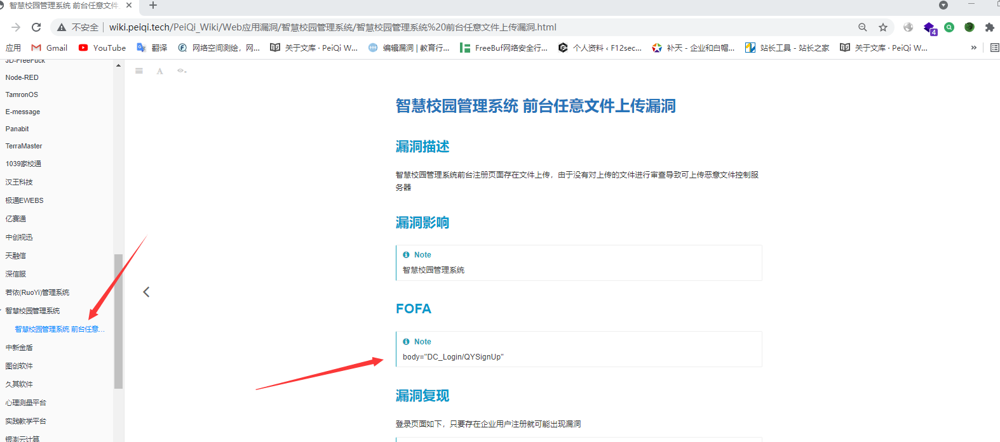 智慧校园管理系统 前台任意文件
不安全 wiki.peiqi.tech/PeiQi_Wiki/Web应用漏洞/智慧校园管理系统/智慧校园管理系统%20前台任意文件上传漏洞.html
4
应用 Gmail YouTube 翻译 网络空间测绘，网... 关于文库 · PeiQi W... 编辑漏洞 | 教育行... FreeBuf网络安全行... 个人资料 ‹ F12sec... 补天 - 企业和白帽... 站长工具 - 站长之家 关于文库 · PeiQi W... »
JD-FreeFuck
Node-RED
TamronOS
E-message
Panabit
TerraMaster
1039家校通
汉王科技
极通EWEBS
亿赛通
中创视迅
天融信
深信服
若依(RuoYi)管理系统
智慧校园管理系统
智慧校园管理系统 前台任意...
中新金盾
图创软件
久其软件
心理测量平台
实践教学平台
银澎云计算
A
智慧校园管理系统 前台任意文件上传漏洞
漏洞描述
智慧校园管理系统前台注册页面存在文件上传，由于没有对上传的文件进行审查导致可上传恶意文件控制服
务器
漏洞影响
Note
智慧校园管理系统
FOFA
Note
body="DC_Login/QYSignUp"
漏洞复现
登录页面如下，只要存在企业用户注册就可能出现漏洞